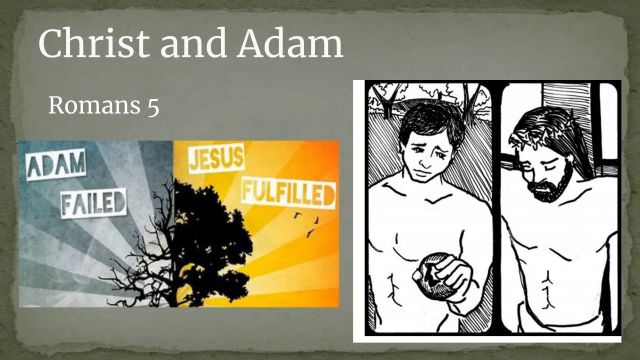 Christ and Adam
Romans 5
ADAM
FAILED
JESUS
FULFILLED